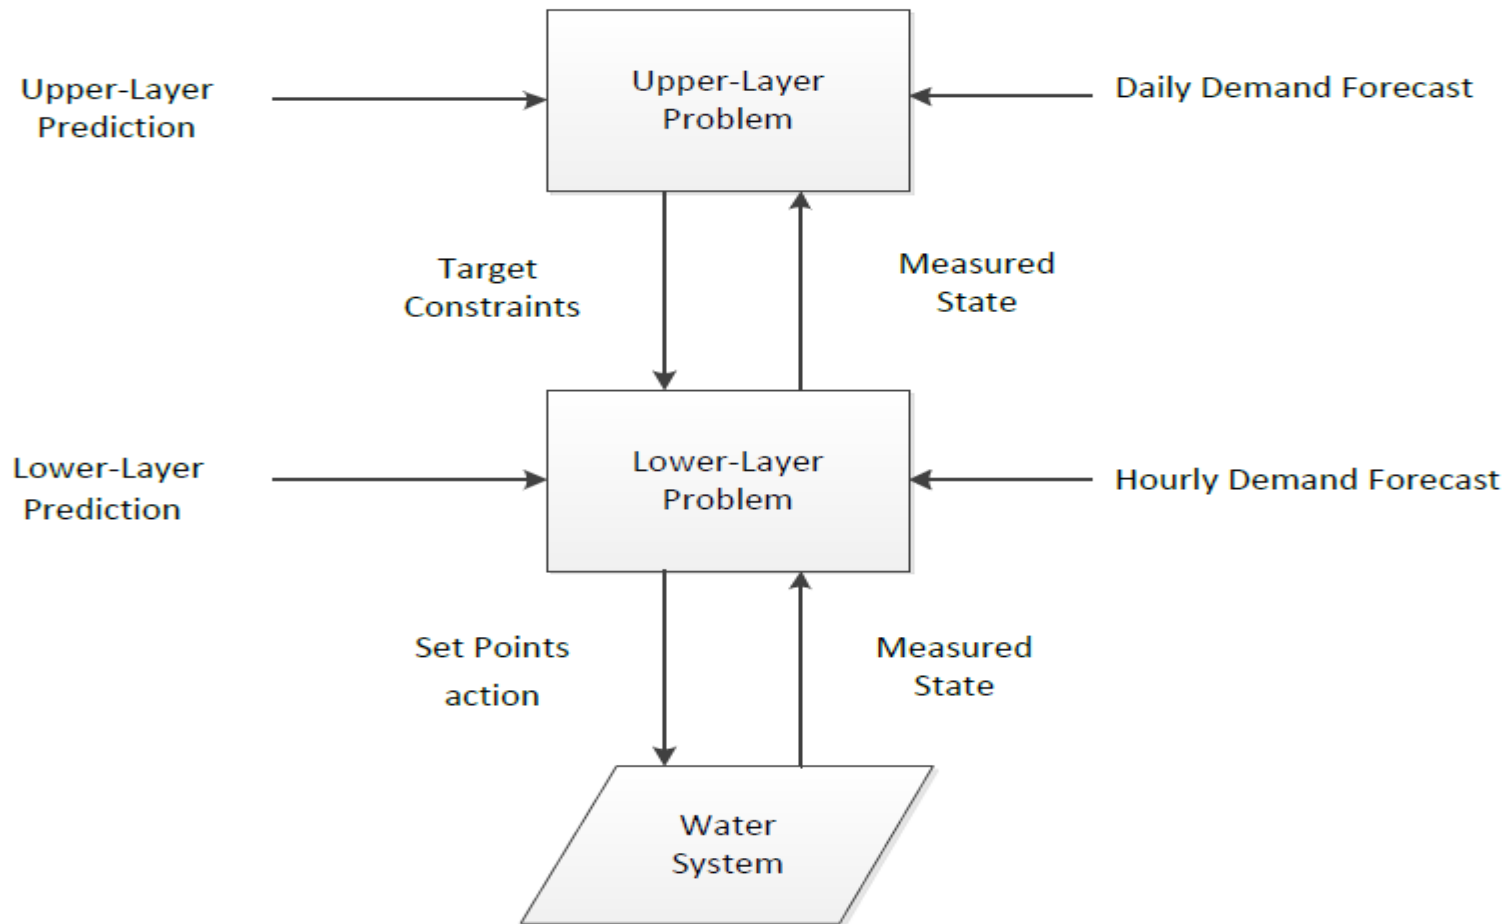 Upper-Layer
Prediction
Upper-Layer
Problem
Daily Demand Forecast
Target
Constraints
Measured
State
Lower-Layer
Prediction
Lower-Layer
Problem
Hourly Demand Forecast
Set Points
action
Measured
State
Water
System